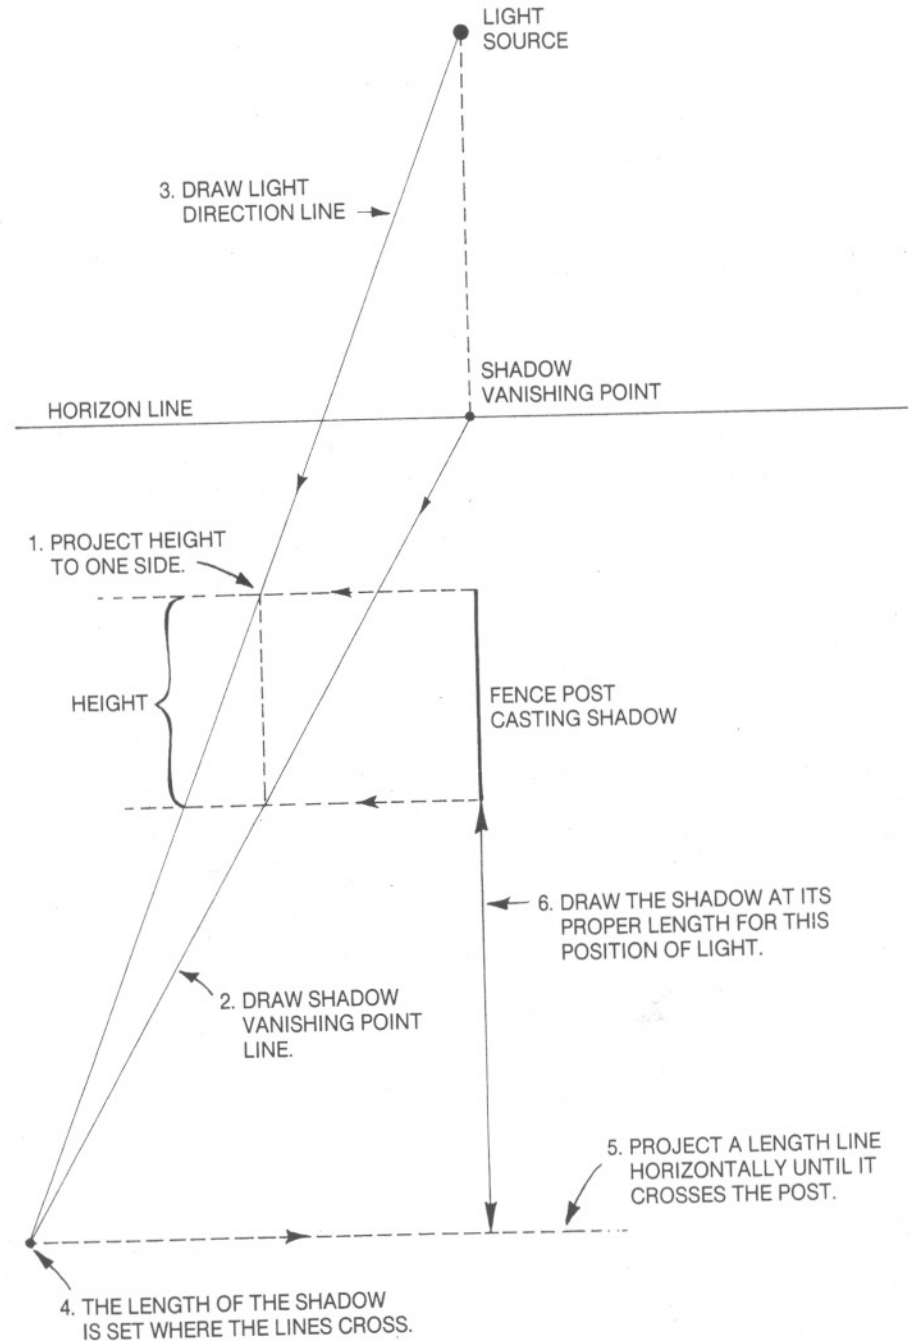 LIGHT
SOURCE
3. DRAW LIGHT
DIRECTION LINE
SHADOW
VANISHING POINT
HORIZON LINE
1. PROJECT HEIGHT
TO ONE SIDE.
HEIGHT
FENCE POST
CASTING SHADOW
6. DRAW THE SHADOW AT ITS
PROPER LENGTH FOR THIS
POSITION OF LIGHT.
2. DRAW SHADOW
VANISHING POINT
LINE.
5. PROJECT A LENGTH LINE
HORIZONTALLY UNTIL IT
CROSSES THE POST.
4. THE LENGTH OF THE SHADOW
IS SET WHERE THE LINES CROSS.